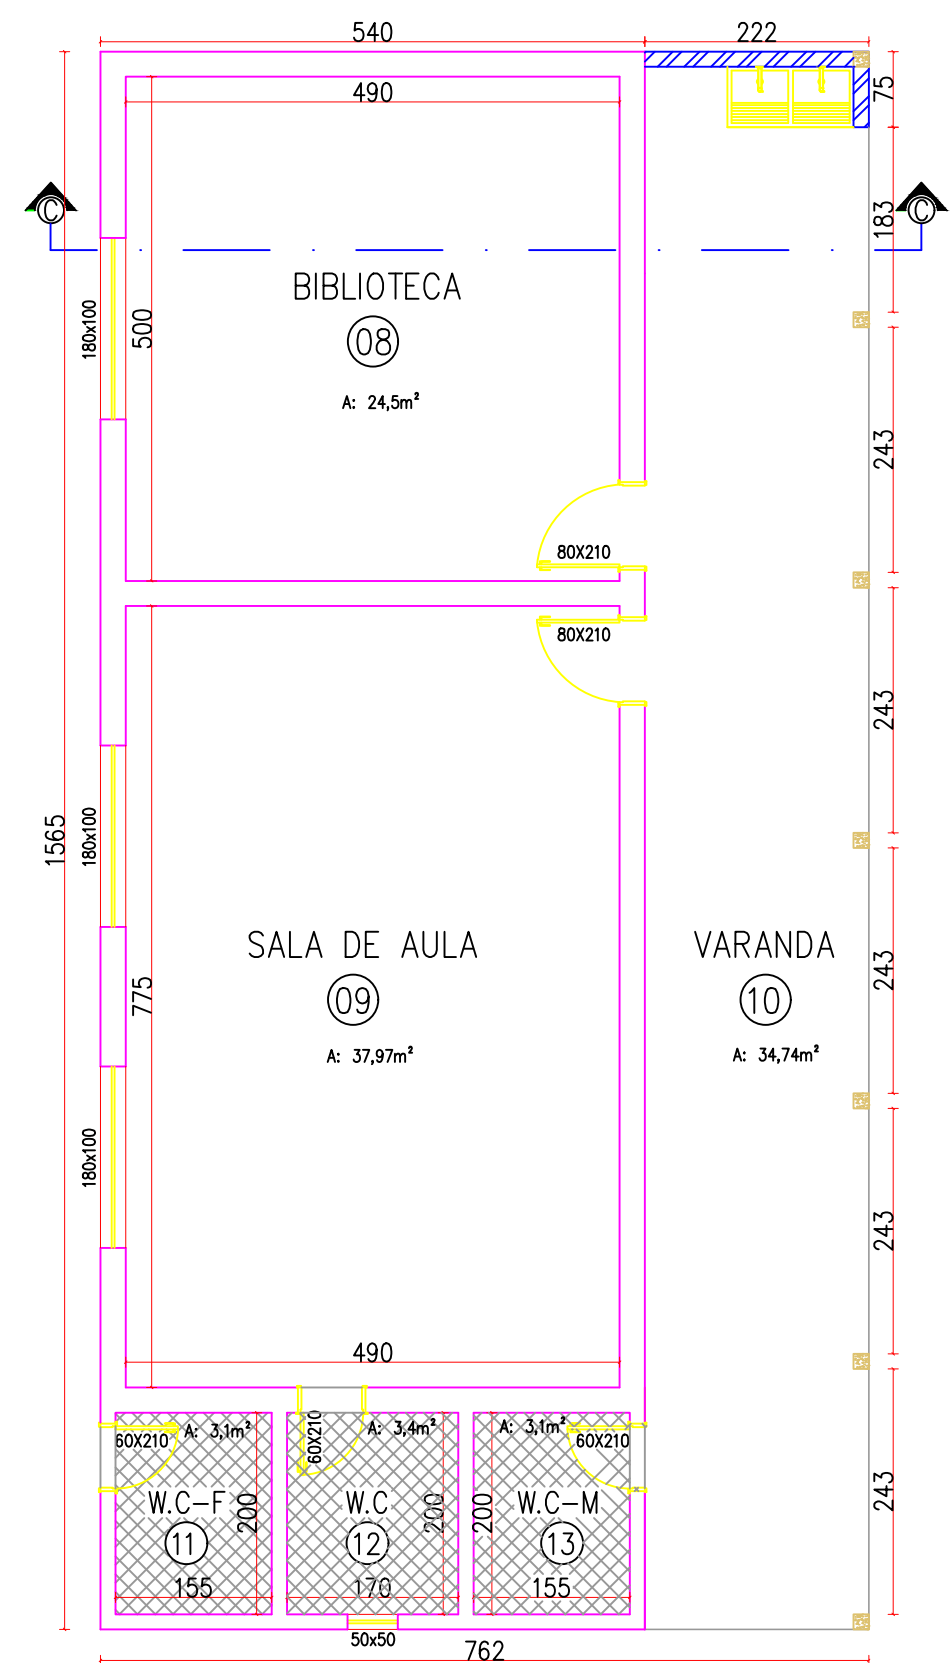 540
222
490
75
C
C
183
BIBLIOTECA
08
180x100
500
A: 24,5m²
243
80X210
80X210
243
1565
180x100
SALA DE AULA
VARANDA
09
10
775
243
A: 37,97m²
A: 34,74m²
180x100
243
490
60X210
A: 3,1m²
60X210
A: 3,4m²
A: 3,1m²
60X210
243
W.C-F
W.C
W.C-M
200
200
200
11
12
13
155
170
155
50x50
762